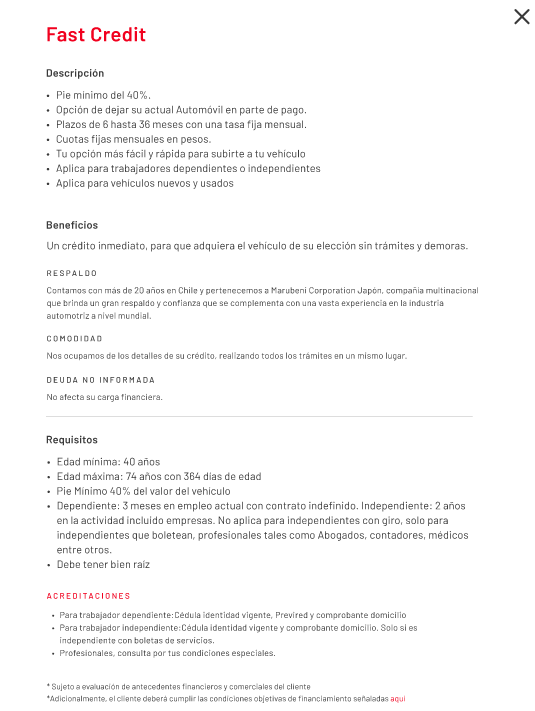 Fast Credit
Descripción
• Pie mínimo del 40%.
• Opción de dejar su actual Automóvil en parte de pago.
• Plazos de 6 hasta 36 meses con una tasa fija mensual.
• Cuotas fijas mensuales en pesos.
• Tu opción más fácil y rápida para subirte a tu vehículo
• Aplica para trabajadores dependientes o independientes
• Aplica para vehículos nuevos y usados
Beneficios
Un crédito inmediato, para que adquiera el vehículo de su elección sin trámites y demoras.
RESPALDO
Contamos con más de 20 años en Chile y pertenecemos a Marubeni Corporation Japón, compañía multinacional
que brinda un gran respaldo y confianza que se complementa con una vasta experiencia en la industria
automotriz a nivel mundial.
COMODIDAD
Nos ocupamos de los detalles de su crédito, realizando todos los trámites en un mismo lugar.
DEUDA NO INFORMADA
No afecta su carga financiera.
Requisitos
• Edad mínima: 40 años
• Edad máxima: 74 años con 364 días de edad
• Pie Mínimo 40% del valor del vehículo
• Dependiente: 3 meses en empleo actual con contrato indefinido. Independiente: 2 años
en la actividad incluido empresas. No aplica para independientes con giro, solo para
independientes que boletean, profesionales tales como Abogados, contadores, médicos
entre otros.
• Debe tener bien raíz
ACREDITACIONES
• Para trabajador dependiente:Cédula identidad vigente, Previred y comprobante domicilio
• Para trabajador independiente:Cédula identidad vigente y comprobante domicilio. Solo si es
independiente con boletas de servicios.
• Profesionales, consulta por tus condiciones especiales.
* Sujeto a evaluación de antecedentes financieros y comerciales del cliente
*Adicionalmente, el cliente deberá cumplir las condiciones objetivas de financiamiento señaladas aquí